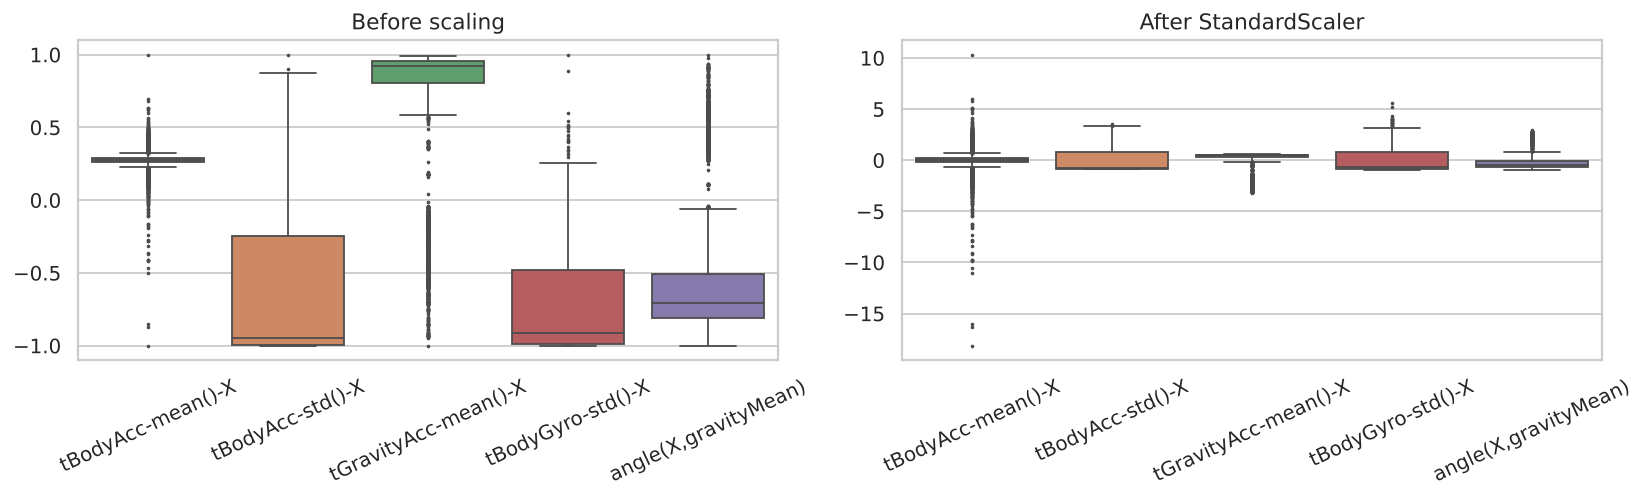 Before scaling
1.0
0.5
0.0
−0.5
−1.0
tBodyAcc-mean()-X
tBodyAcc-std()-X
tGravityAcc-mean()-X
tBodyGyro-std()-X
angle(X,gravityMean)
After StandardScaler
10
5
0
−5
−10
−15
tBodyAcc-mean()-X
tBodyAcc-std()-X
tGravityAcc-mean()-X
tBodyGyro-std()-X
angle(X,gravityMean)